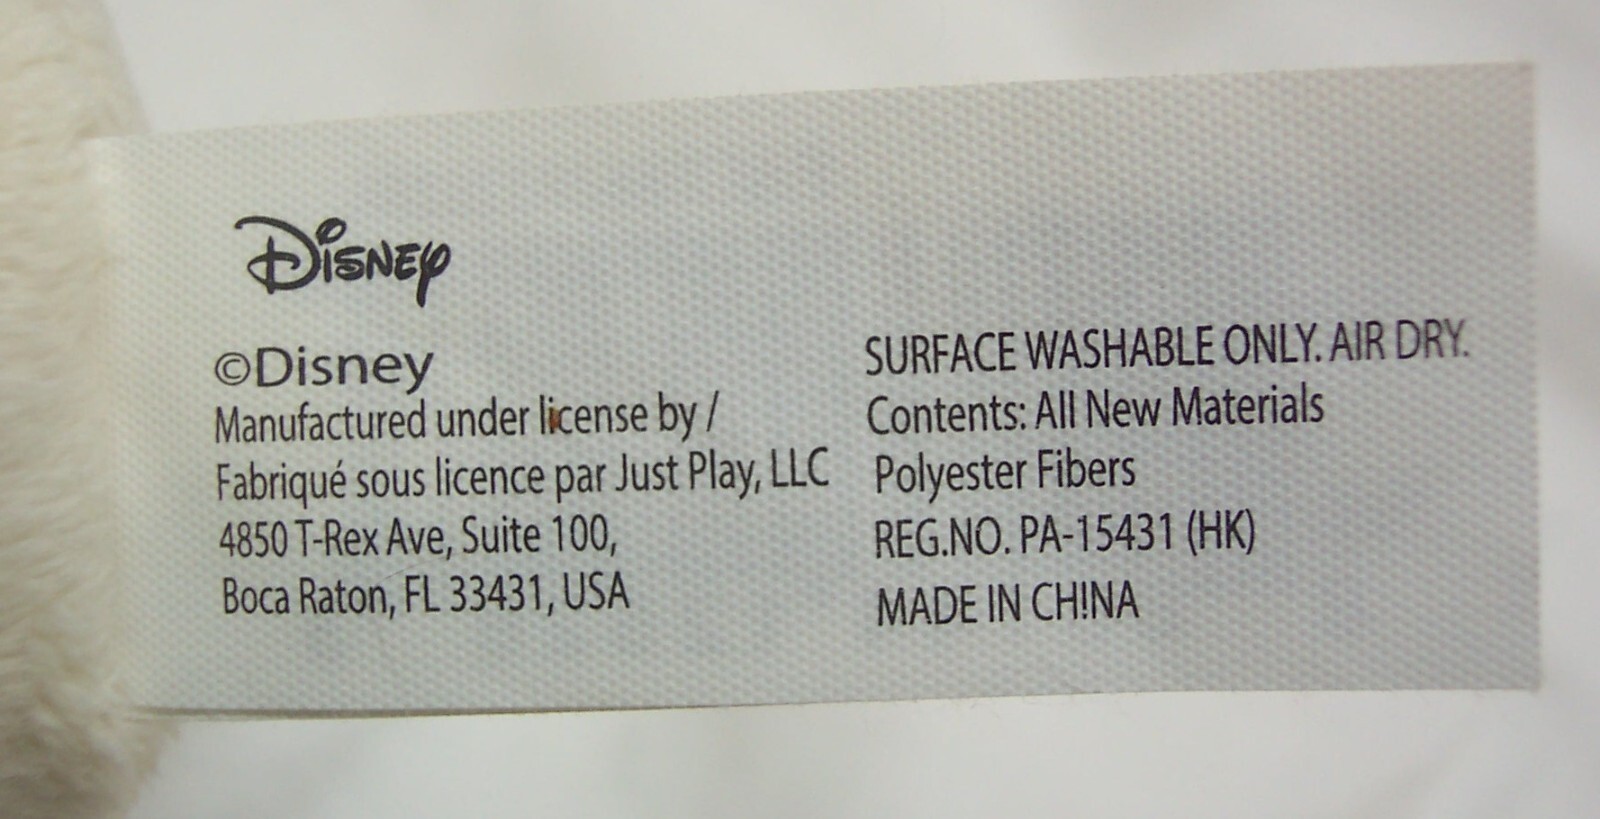 Disney
©Disney
Manufactured under license by /
Fabriqué sous licence par Just Play, LLC
4850 T-Rex Ave, Suite 100,
Boca Raton, FL 33431, USA
SURFACE WASHABLE ONLY. AIR DRY.
Contents: All New Materials
Polyester Fibers
REG.NO. PA-15431 (HK)
MADE IN CHINA